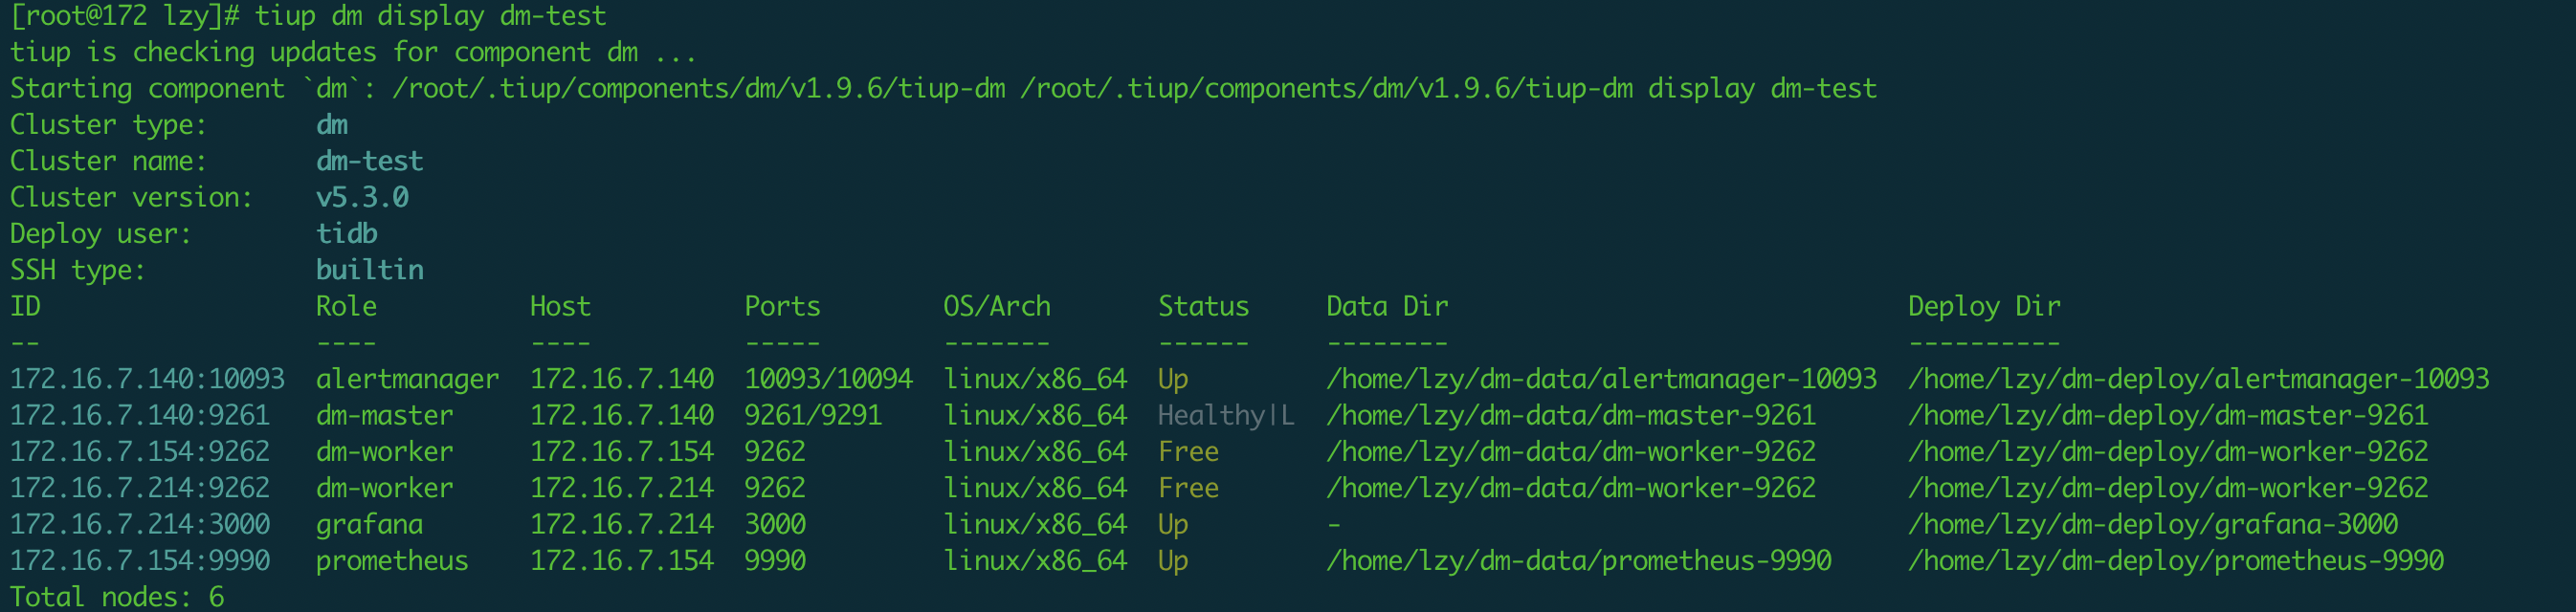 [root@172 lzy]# tiup dm display dm-test
tiup is checking updates for component dm ...
Starting component `dm`: /root/.tiup/components/dm/v1.9.6/tiup-dm /root/.tiup/components/dm/v1.9.6/tiup-dm display dm-test
Cluster type:       dm
Cluster name:       dm-test
Cluster version:    v5.3.0
Deploy user:        tidb
SSH type:           builtin
ID                  Role          Host          Ports        OS/Arch       Status     Data Dir                              Deploy Dir
--                  ----          ----          -----        -------       ------     --------                              ----------
172.16.7.140:10093  alertmanager  172.16.7.140  10093/10094  linux/x86_64  Up         /home/lzy/dm-data/alertmanager-10093  /home/lzy/dm-deploy/alertmanager-10093
172.16.7.140:9261   dm-master     172.16.7.140  9261/9291    linux/x86_64  Healthy|L  /home/lzy/dm-data/dm-master-9261      /home/lzy/dm-deploy/dm-master-9261
172.16.7.154:9262   dm-worker     172.16.7.154  9262         linux/x86_64  Free       /home/lzy/dm-data/dm-worker-9262      /home/lzy/dm-deploy/dm-worker-9262
172.16.7.214:9262   dm-worker     172.16.7.214  9262         linux/x86_64  Free       /home/lzy/dm-data/dm-worker-9262      /home/lzy/dm-deploy/dm-worker-9262
172.16.7.214:3000   grafana       172.16.7.214  3000         linux/x86_64  Up         -                                     /home/lzy/dm-deploy/grafana-3000
172.16.7.154:9990   prometheus    172.16.7.154  9990         linux/x86_64  Up         /home/lzy/dm-data/prometheus-9990     /home/lzy/dm-deploy/prometheus-9990
Total nodes: 6